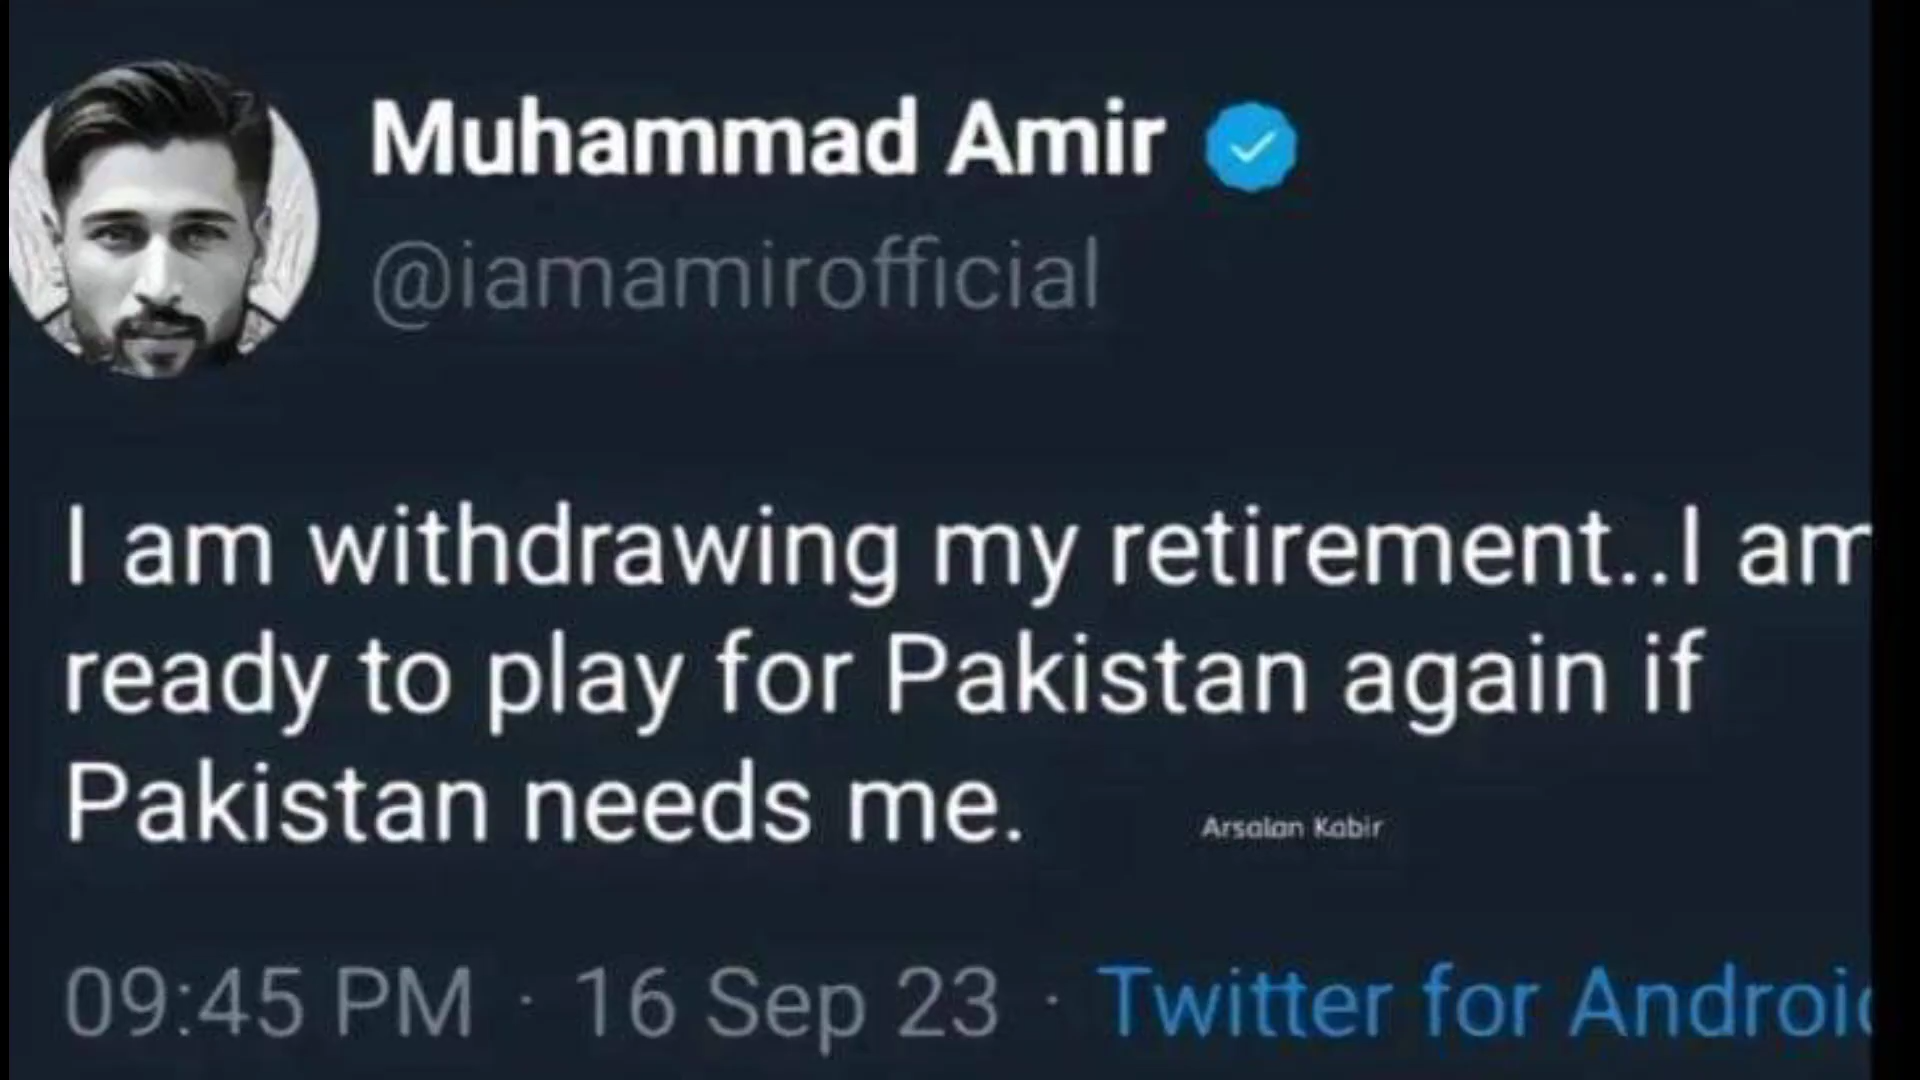 Muhammad Amir
@iamamirofficial
I am withdrawing my retirement..I am
ready to play for Pakistan again if
Pakistan needs me.
Arsalan Kabir
09:45 PM · 16 Sep 23 · Twitter for Android